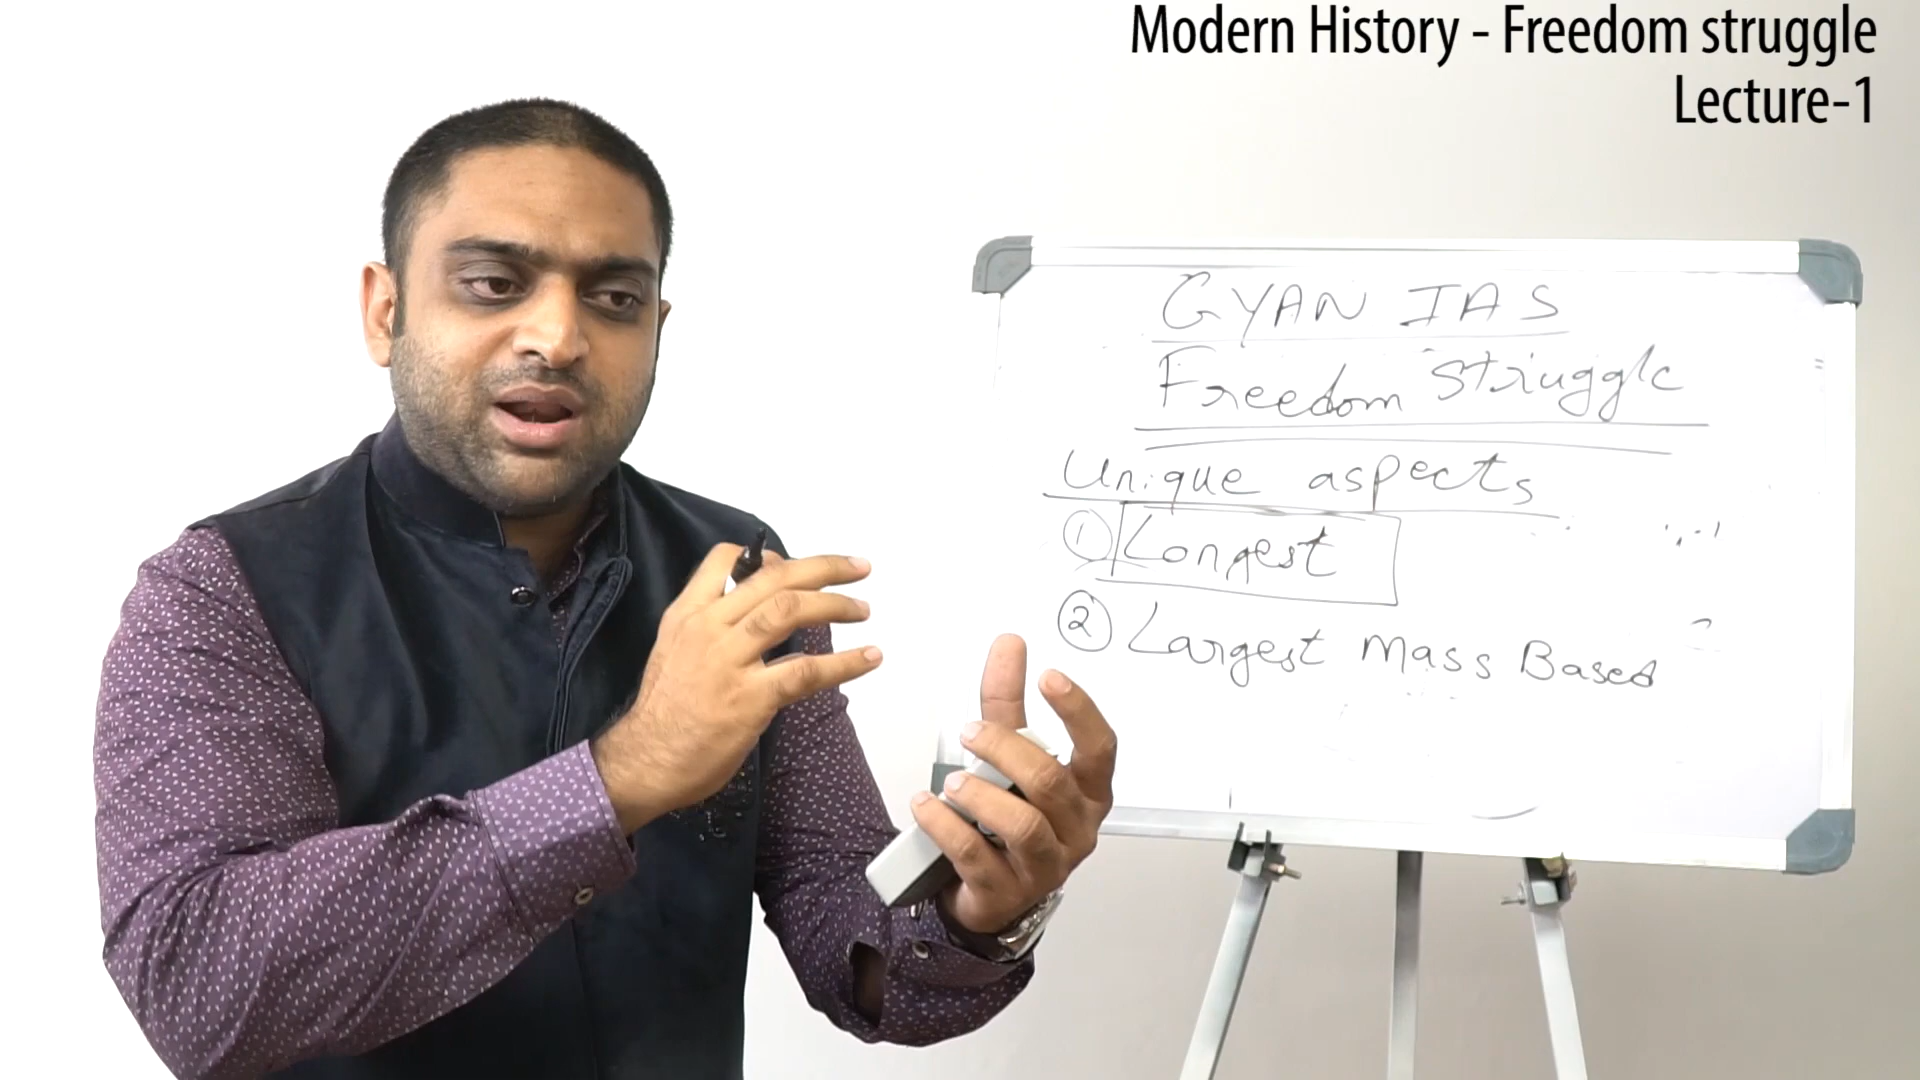 Modern History - Freedom struggle
Lecture-1
GYAN IAS
Freedom Struggle
Unique aspects
① Longest
② Largest Mass Based